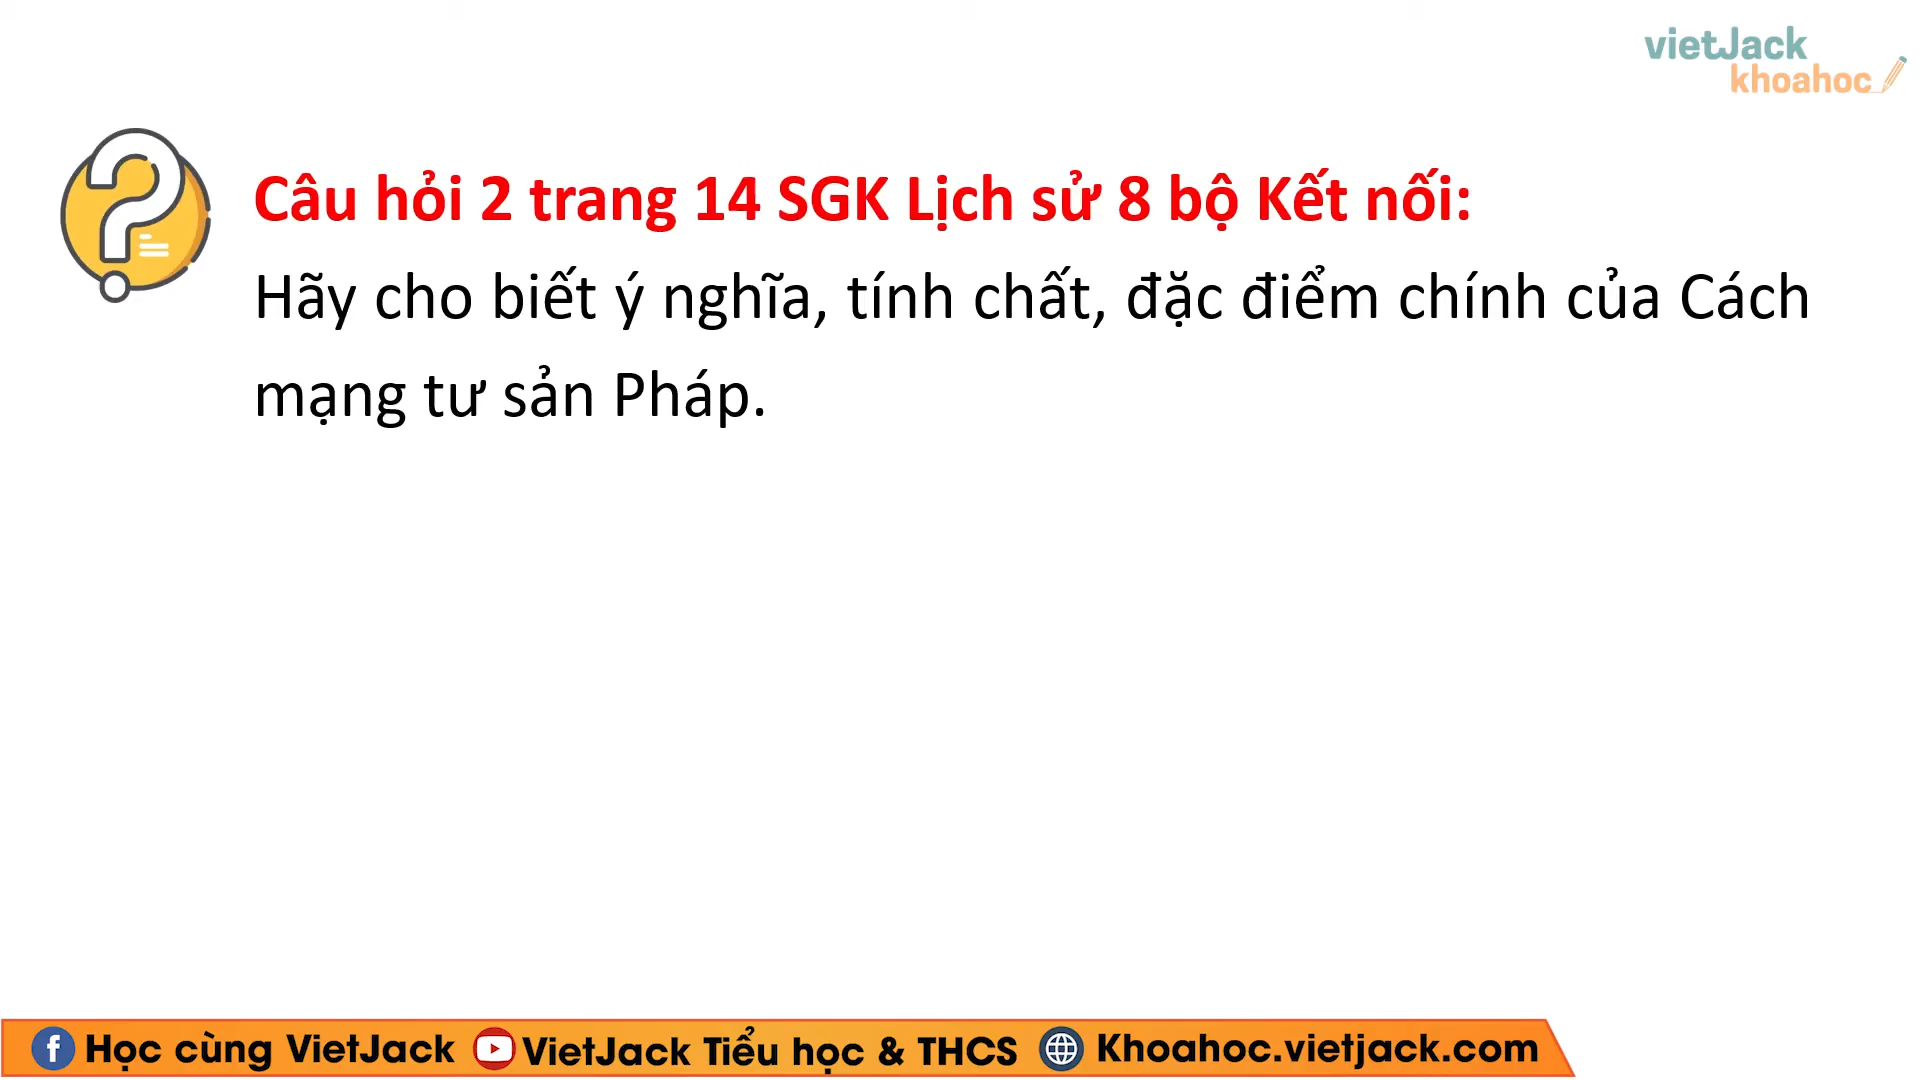 vietJack
khoahoc
Câu hỏi 2 trang 14 SGK Lịch sử 8 bộ Kết nối:
Hãy cho biết ý nghĩa, tính chất, đặc điểm chính của Cách
mạng tư sản Pháp.
Học cùng VietJack VietJack Tiểu học & THCS Khoahoc.vietjack.com